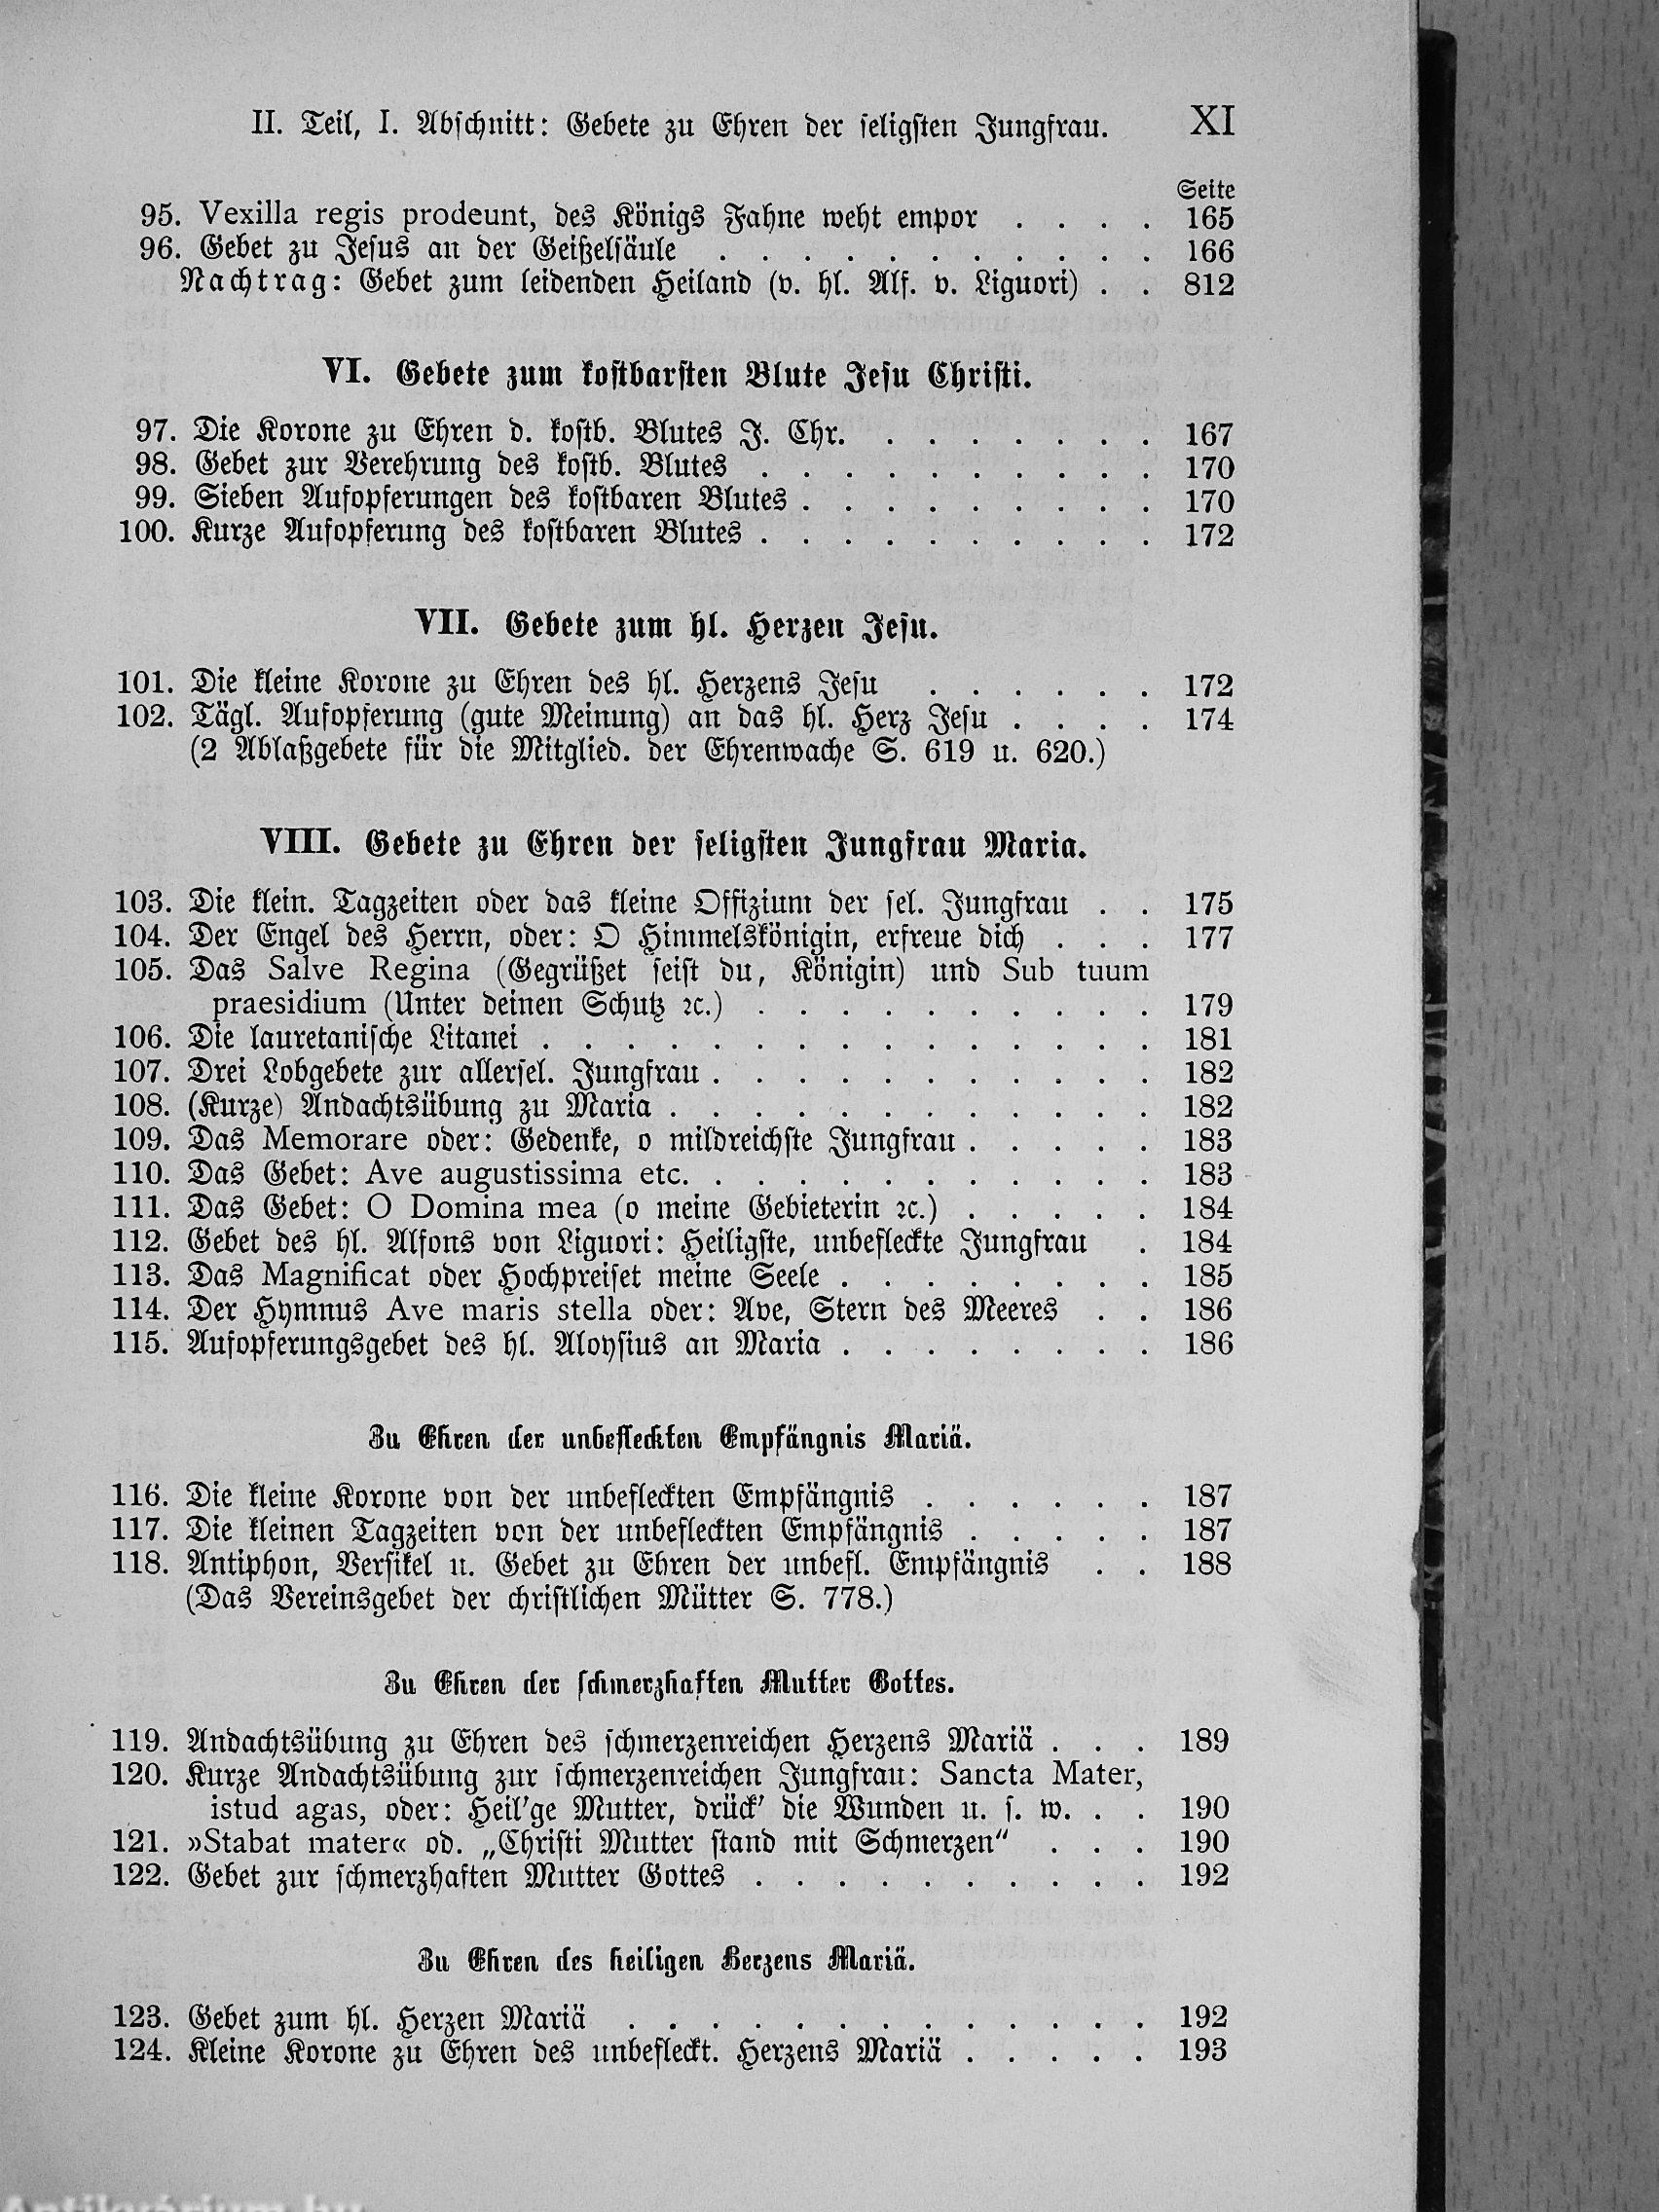 II. Teil, I. Abschnitt: Gebete zu Ehren der seligsten Jungfrau. XI
Seite
95. Vexilla regis prodeunt, des Königs Fahne weht empor . . . . 165
96. Gebet zu Jesus an der Geißelsäule . . . . . . . . . . . 166
Nachtrag: Gebet zum leidenden Heiland (v. hl. Alf. v. Liguori) . . 812
VI. Gebete zum kostbarsten Blute Jesu Christi.
97. Die Korone zu Ehren d. kostb. Blutes J. Chr. . . . . . . . 167
98. Gebet zur Verehrung des kostb. Blutes . . . . . . . . . . 170
99. Sieben Aufopferungen des kostbaren Blutes . . . . . . . . . 170
100. Kurze Aufopferung des kostbaren Blutes . . . . . . . . . . 172
VII. Gebete zum hl. Herzen Jesu.
101. Die kleine Korone zu Ehren des hl. Herzens Jesu . . . . . . 172
102. Tägl. Aufopferung (gute Meinung) an das hl. Herz Jesu . . . . 174
(2 Ablaßgebete für die Mitglied. der Ehrenwache S. 619 u. 620.)
VIII. Gebete zu Ehren der seligsten Jungfrau Maria.
103. Die klein. Tagzeiten oder das kleine Offizium der sel. Jungfrau . . 175
104. Der Engel des Herrn, oder: O Himmelskönigin, erfreue dich . . . 177
105. Das Salve Regina (Gegrüßet seist du, Königin) und Sub tuum
praesidium (Unter deinen Schutz ꝛc.) . . . . . . . . . . 179
106. Die lauretanische Litanei . . . . . . . . . . . . . . . 181
107. Drei Lobgebete zur allersel. Jungfrau . . . . . . . . . . . 182
108. (Kurze) Andachtsübung zu Maria . . . . . . . . . . . . 182
109. Das Memorare oder: Gedenke, o mildreichste Jungfrau . . . . . 183
110. Das Gebet: Ave augustissima etc. . . . . . . . . . . . 183
111. Das Gebet: O Domina mea (o meine Gebieterin ꝛc.) . . . . . 184
112. Gebet des hl. Alfons von Liguori: Heiligste, unbefleckte Jungfrau . 184
113. Das Magnificat oder Hochpreiset meine Seele . . . . . . . . 185
114. Der Hymnus Ave maris stella oder: Ave, Stern des Meeres . . 186
115. Aufopferungsgebet des hl. Aloysius an Maria . . . . . . . . 186
Zu Ehren der unbefleckten Empfängnis Mariä.
116. Die kleine Korone von der unbefleckten Empfängnis . . . . . . 187
117. Die kleinen Tagzeiten von der unbefleckten Empfängnis . . . . . 187
118. Antiphon, Versikel u. Gebet zu Ehren der unbefl. Empfängnis . . 188
(Das Vereinsgebet der christlichen Mütter S. 778.)
Zu Ehren der schmerzhaften Mutter Gottes.
119. Andachtsübung zu Ehren des schmerzenreichen Herzens Mariä . . . 189
120. Kurze Andachtsübung zur schmerzenreichen Jungfrau: Sancta Mater,
istud agas, oder: Heil'ge Mutter, drück' die Wunden u. s. w. . . 190
121. »Stabat mater« od. „Christi Mutter stand mit Schmerzen“ . . . 190
122. Gebet zur schmerzhaften Mutter Gottes . . . . . . . . . . 192
Zu Ehren des heiligen Herzens Mariä.
123. Gebet zum hl. Herzen Mariä . . . . . . . . . . . . . 192
124. Kleine Korone zu Ehren des unbefleckt. Herzens Mariä . . . . . 193
Antikvárium.hu